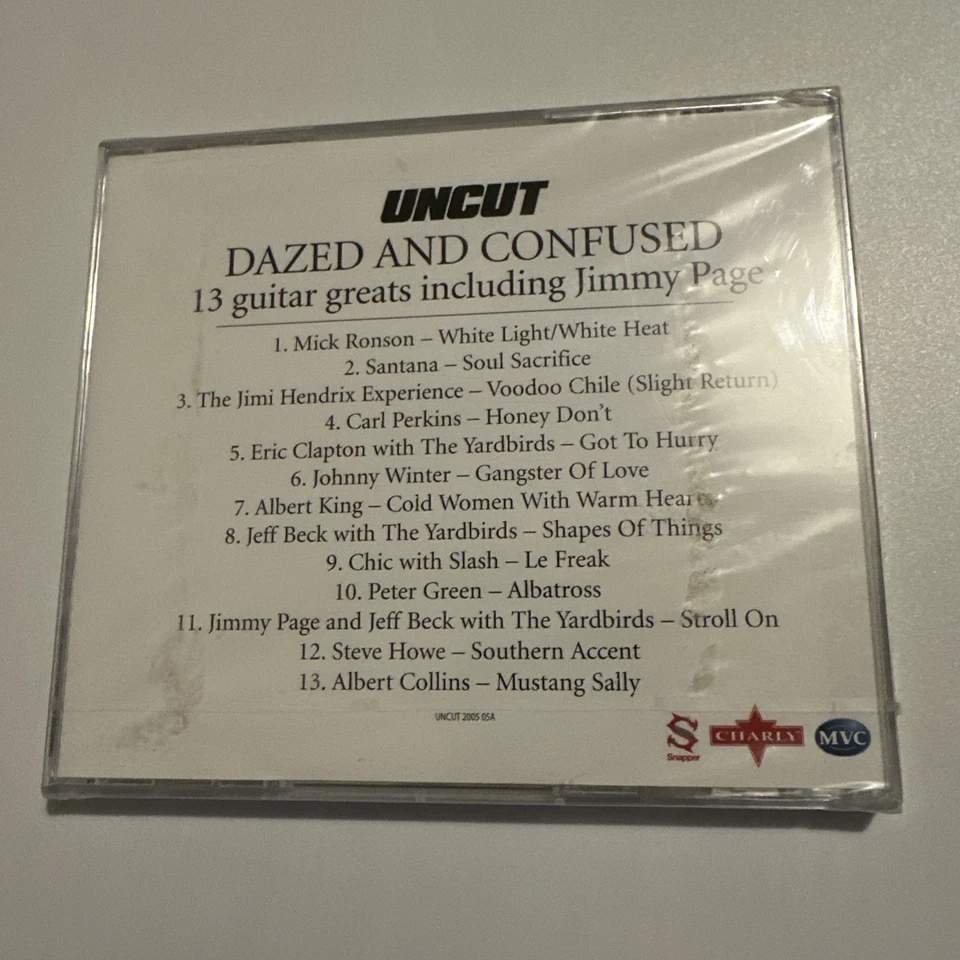 UNCUT
DAZED AND CONFUSED
13 guitar greats including Jimmy Page
1. Mick Ronson – White Light/White Heat
2. Santana – Soul Sacrifice
3. The Jimi Hendrix Experience – Voodoo Chile (Slight Return)
4. Carl Perkins – Honey Don't
5. Eric Clapton with The Yardbirds – Got To Hurry
6. Johnny Winter – Gangster Of Love
7. Albert King – Cold Women With Warm Hearts
8. Jeff Beck with The Yardbirds – Shapes Of Things
9. Chic with Slash – Le Freak
10. Peter Green – Albatross
11. Jimmy Page and Jeff Beck with The Yardbirds – Stroll On
12. Steve Howe – Southern Accent
13. Albert Collins – Mustang Sally
UNCUT 2005 05A
S
Snapper
CHARLY
MVC